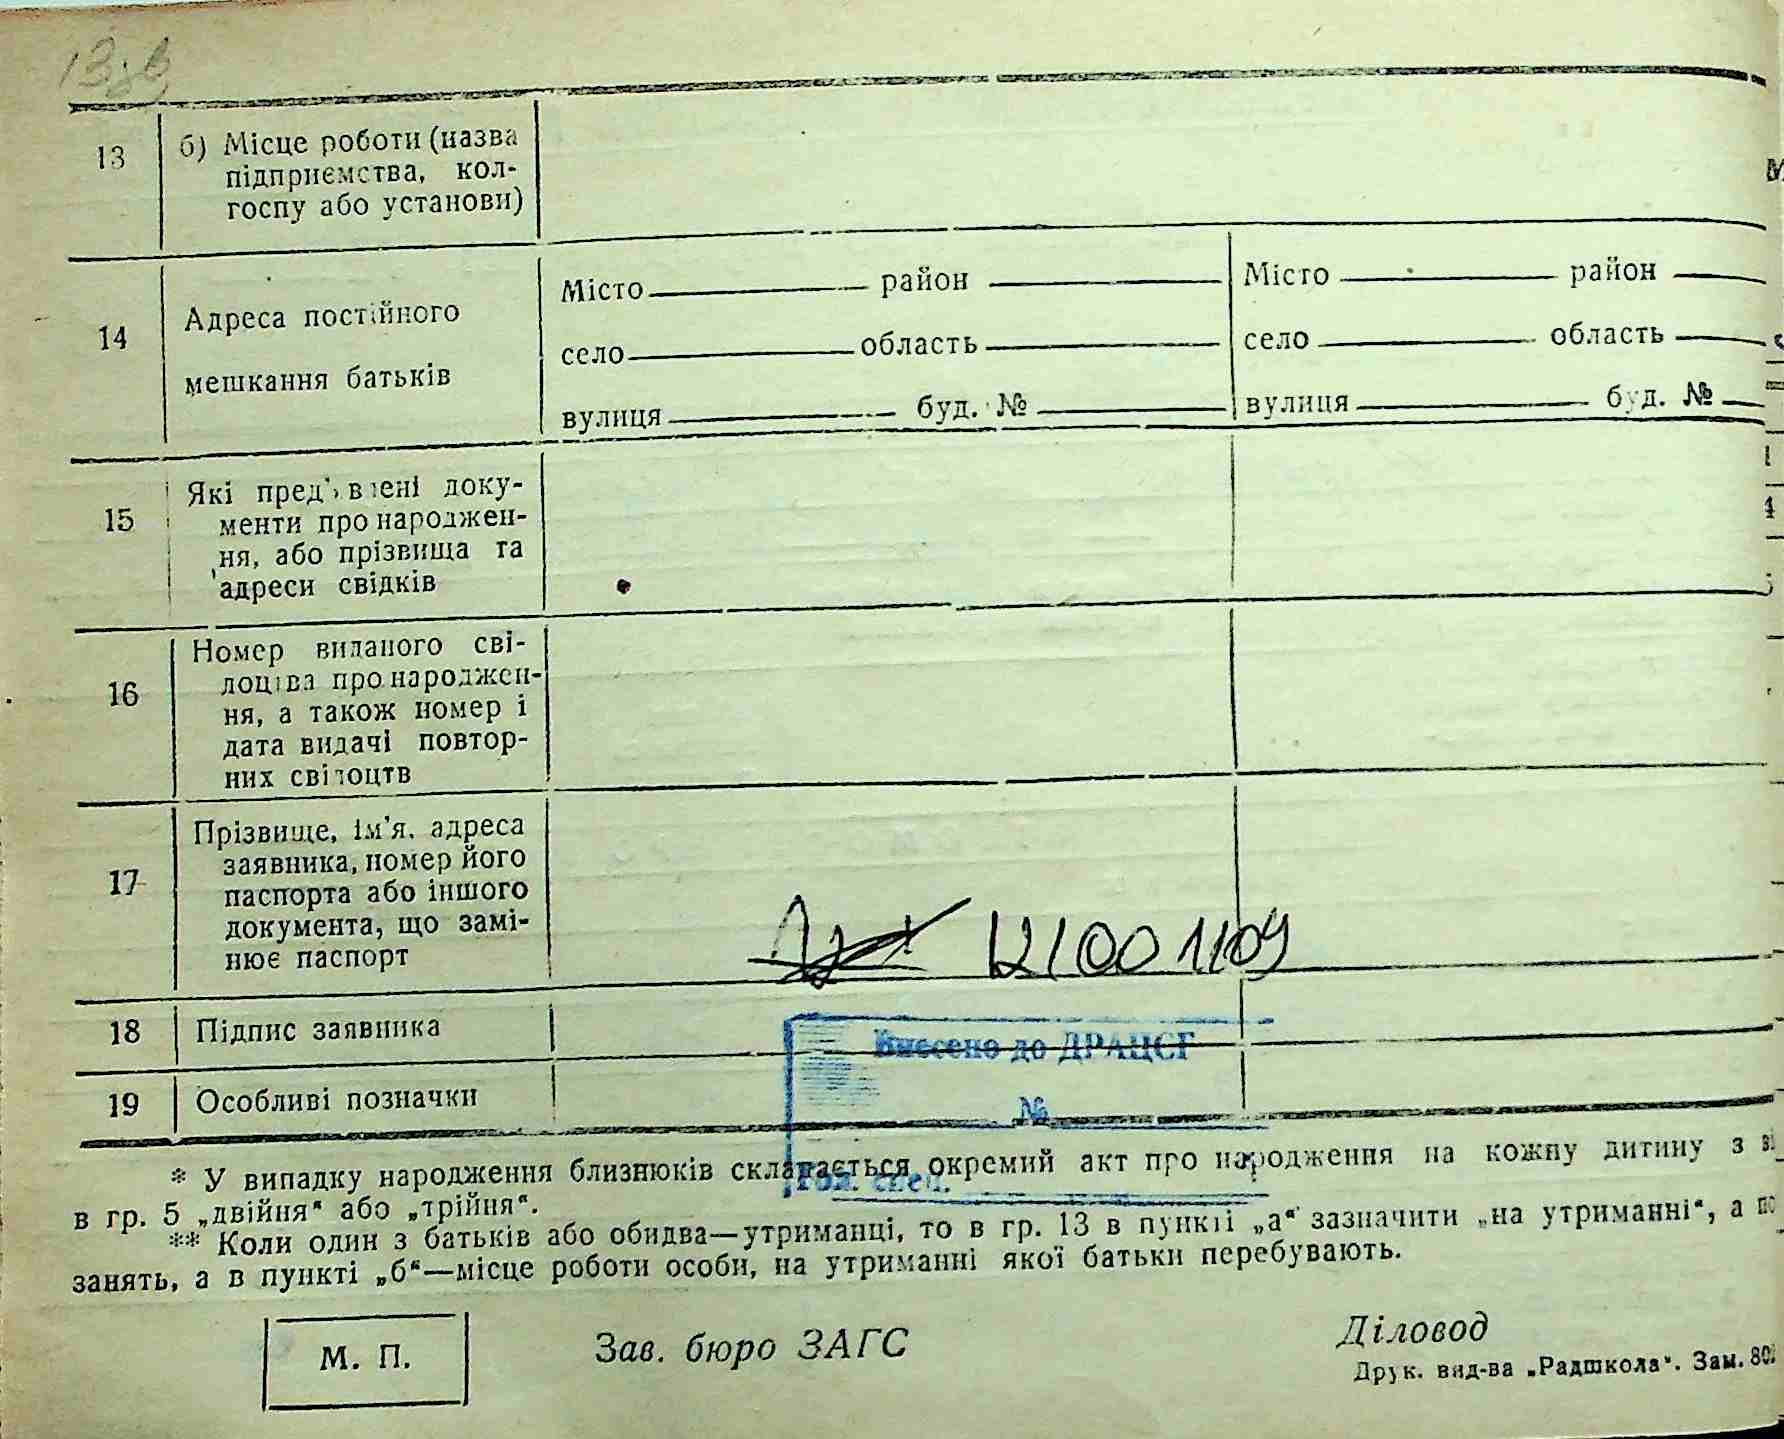 13зв
13 б) Місце роботи (назва
підприємства, кол-
госпу або установи)
14 Адреса постійного
мешкання батьків
Місто район
село область
вулиця буд. №
Місто район
село область
вулиця буд. №
15 Які пред'явлені доку-
менти про народжен-
ня, або прізвища та
адреси свідків
16 Номер виданого сві-
доцтва про народжен-
ня, а також номер і
дата видачі повтор-
них свідоцтв
17 Прізвище, ім'я, адреса
заявника, номер його
паспорта або іншого
документа, що замі-
нює паспорт
121001109
18 Підпис заявника
Внесено до ДРАЦСГ
№
19 Особливі позначки
Гол. спец.
* У випадку народження близнюків складається окремий акт про народження на кожну дитину з
в гр. 5 „двійня“ або „трійня“.
** Коли один з батьків або обидва—утриманці, то в гр. 13 в пункті „а“ зазначити „на утриманні“, а
занять, а в пункті „б“—місце роботи особи, на утриманні якої батьки перебувають.
М. П.
Зав. бюро ЗАГС
Діловод
Друк. вид-ва „Радшкола“. Зам.